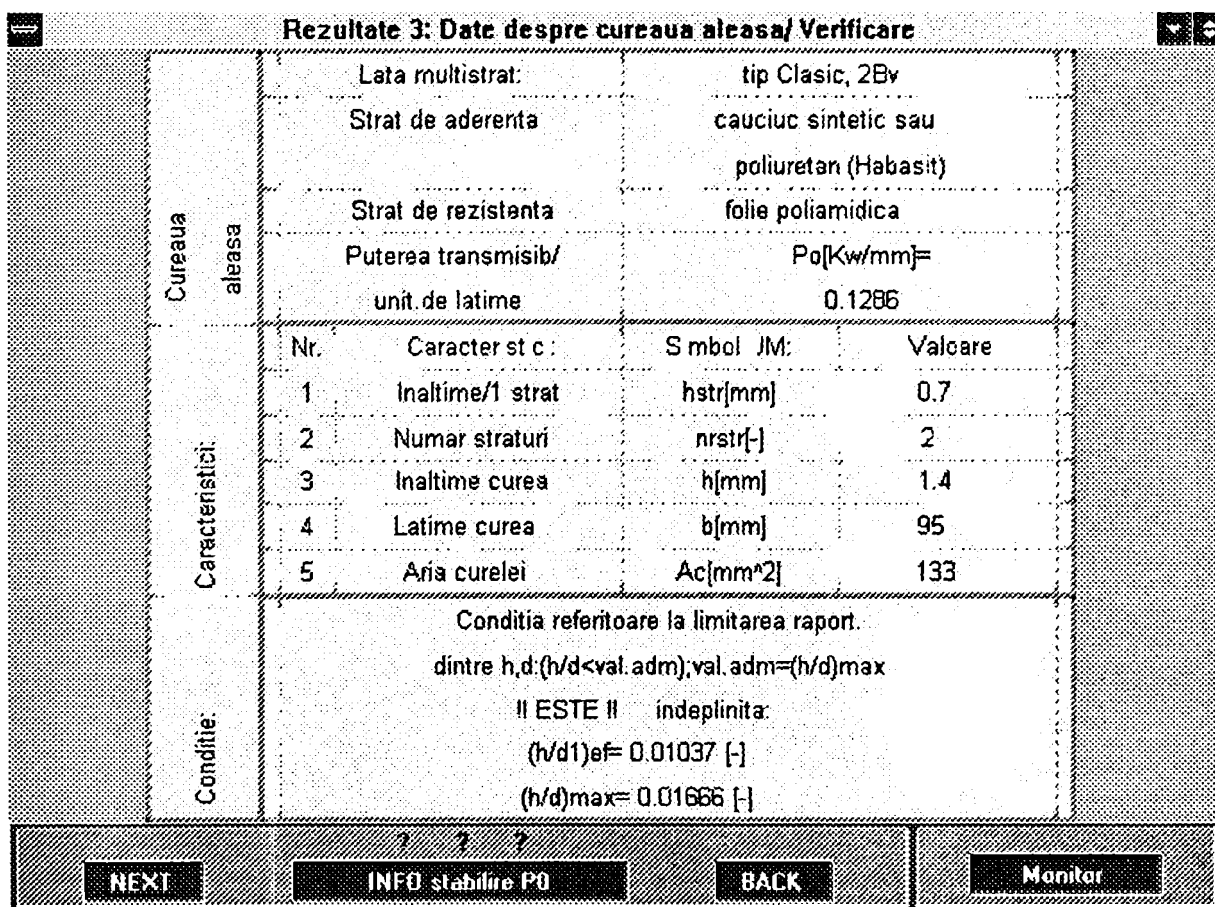 Rezultate 3: Date despre cureaua aleasa/ Verificare
Cureaua
aleasa
Lata multistrat: tip Clasic, 2Bv
Strat de aderenta cauciuc sintetic sau
poliuretan (Habasit)
Strat de rezistenta folie poliamidica
Puterea transmisib/ Po[Kw/mm]=
unit.de latime 0.1286
Caracteristici:
Nr. Caracter st c : S mbol JM: Valoare
1 Inaltime/1 strat hstr[mm] 0.7
2 Numar straturi nrstr[-] 2
3 Inaltime curea h[mm] 1.4
4 Latime curea b[mm] 95
5 Aria curelei Ac[mm^2] 133
Conditie:
Conditia referitoare la limitarea raport.
dintre h,d:(h/d<val.adm);val.adm=(h/d)max
!! ESTE !! indeplinita:
(h/d1)ef= 0.01037 [-]
(h/d)max= 0.01666 [-]
? ? ?
NEXT INFO stabilire P0 BACK Monitor